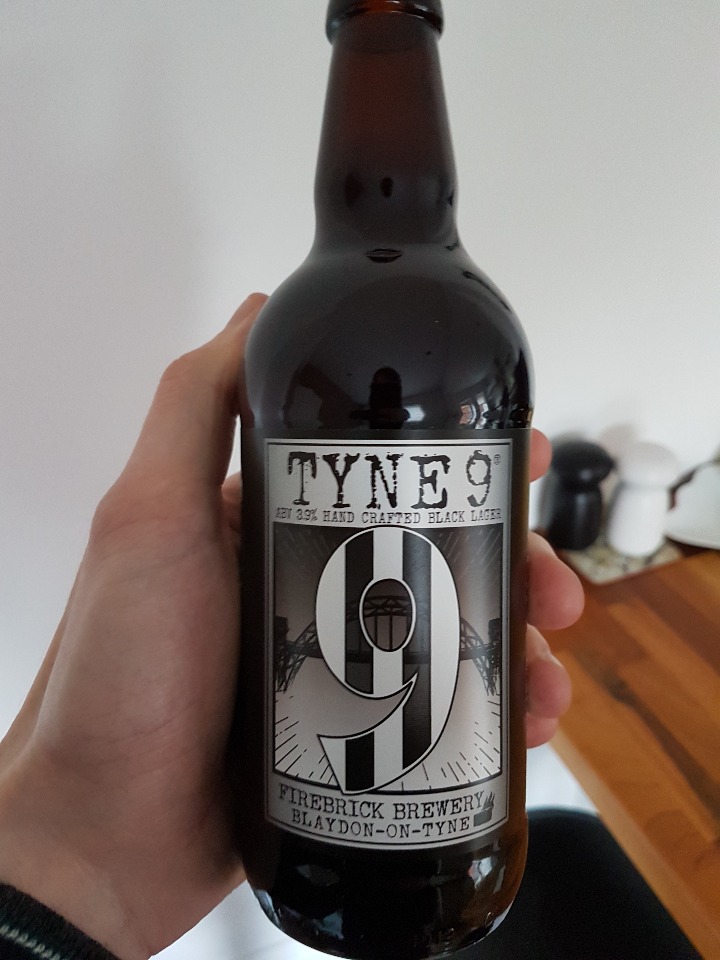 TYNE 9®
ABV 3.9% HAND CRAFTED BLACK LAGER
9
FIREBRICK BREWERY
BLAYDON-ON-TYNE